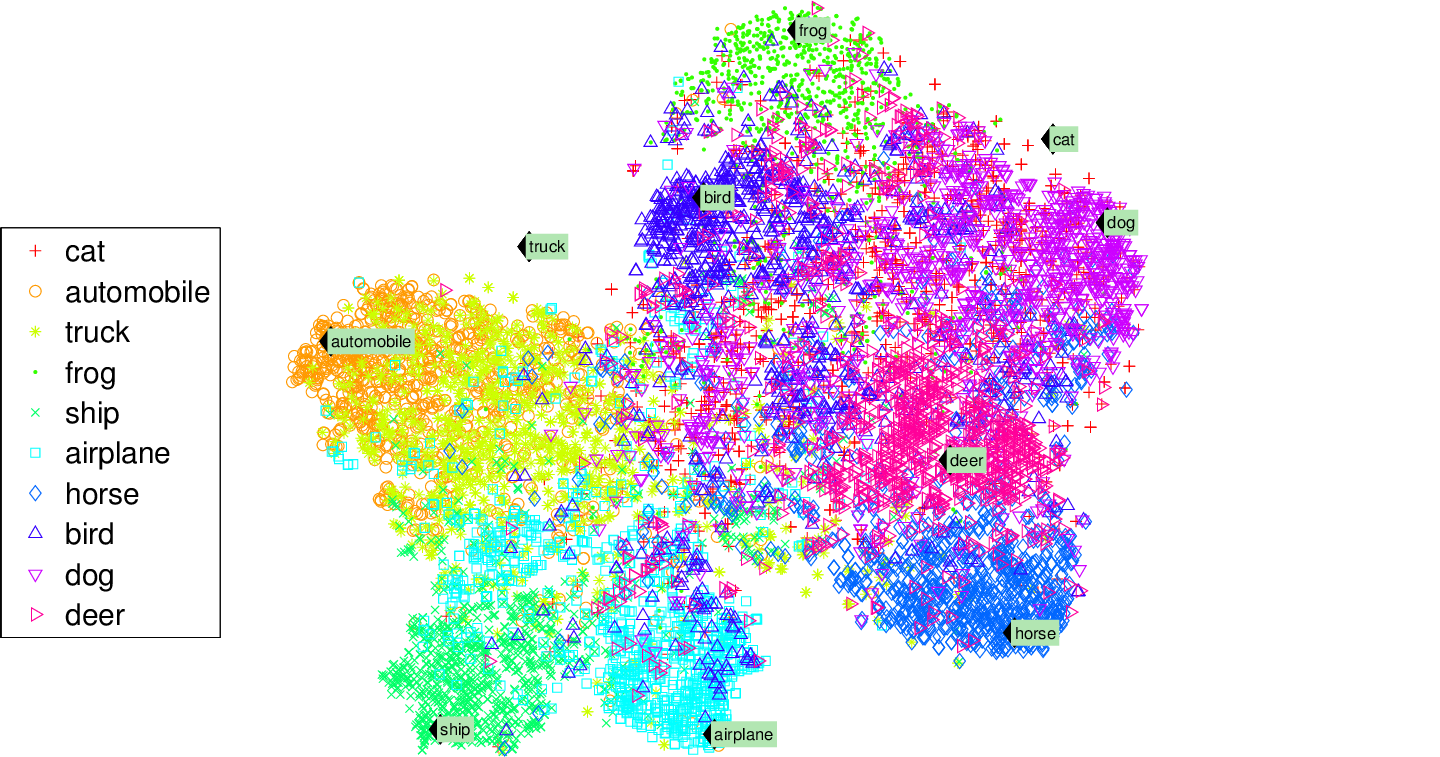 cat
automobile
truck
frog
ship
airplane
horse
bird
dog
deer
frog
cat
bird
dog
truck
automobile
deer
horse
ship
airplane